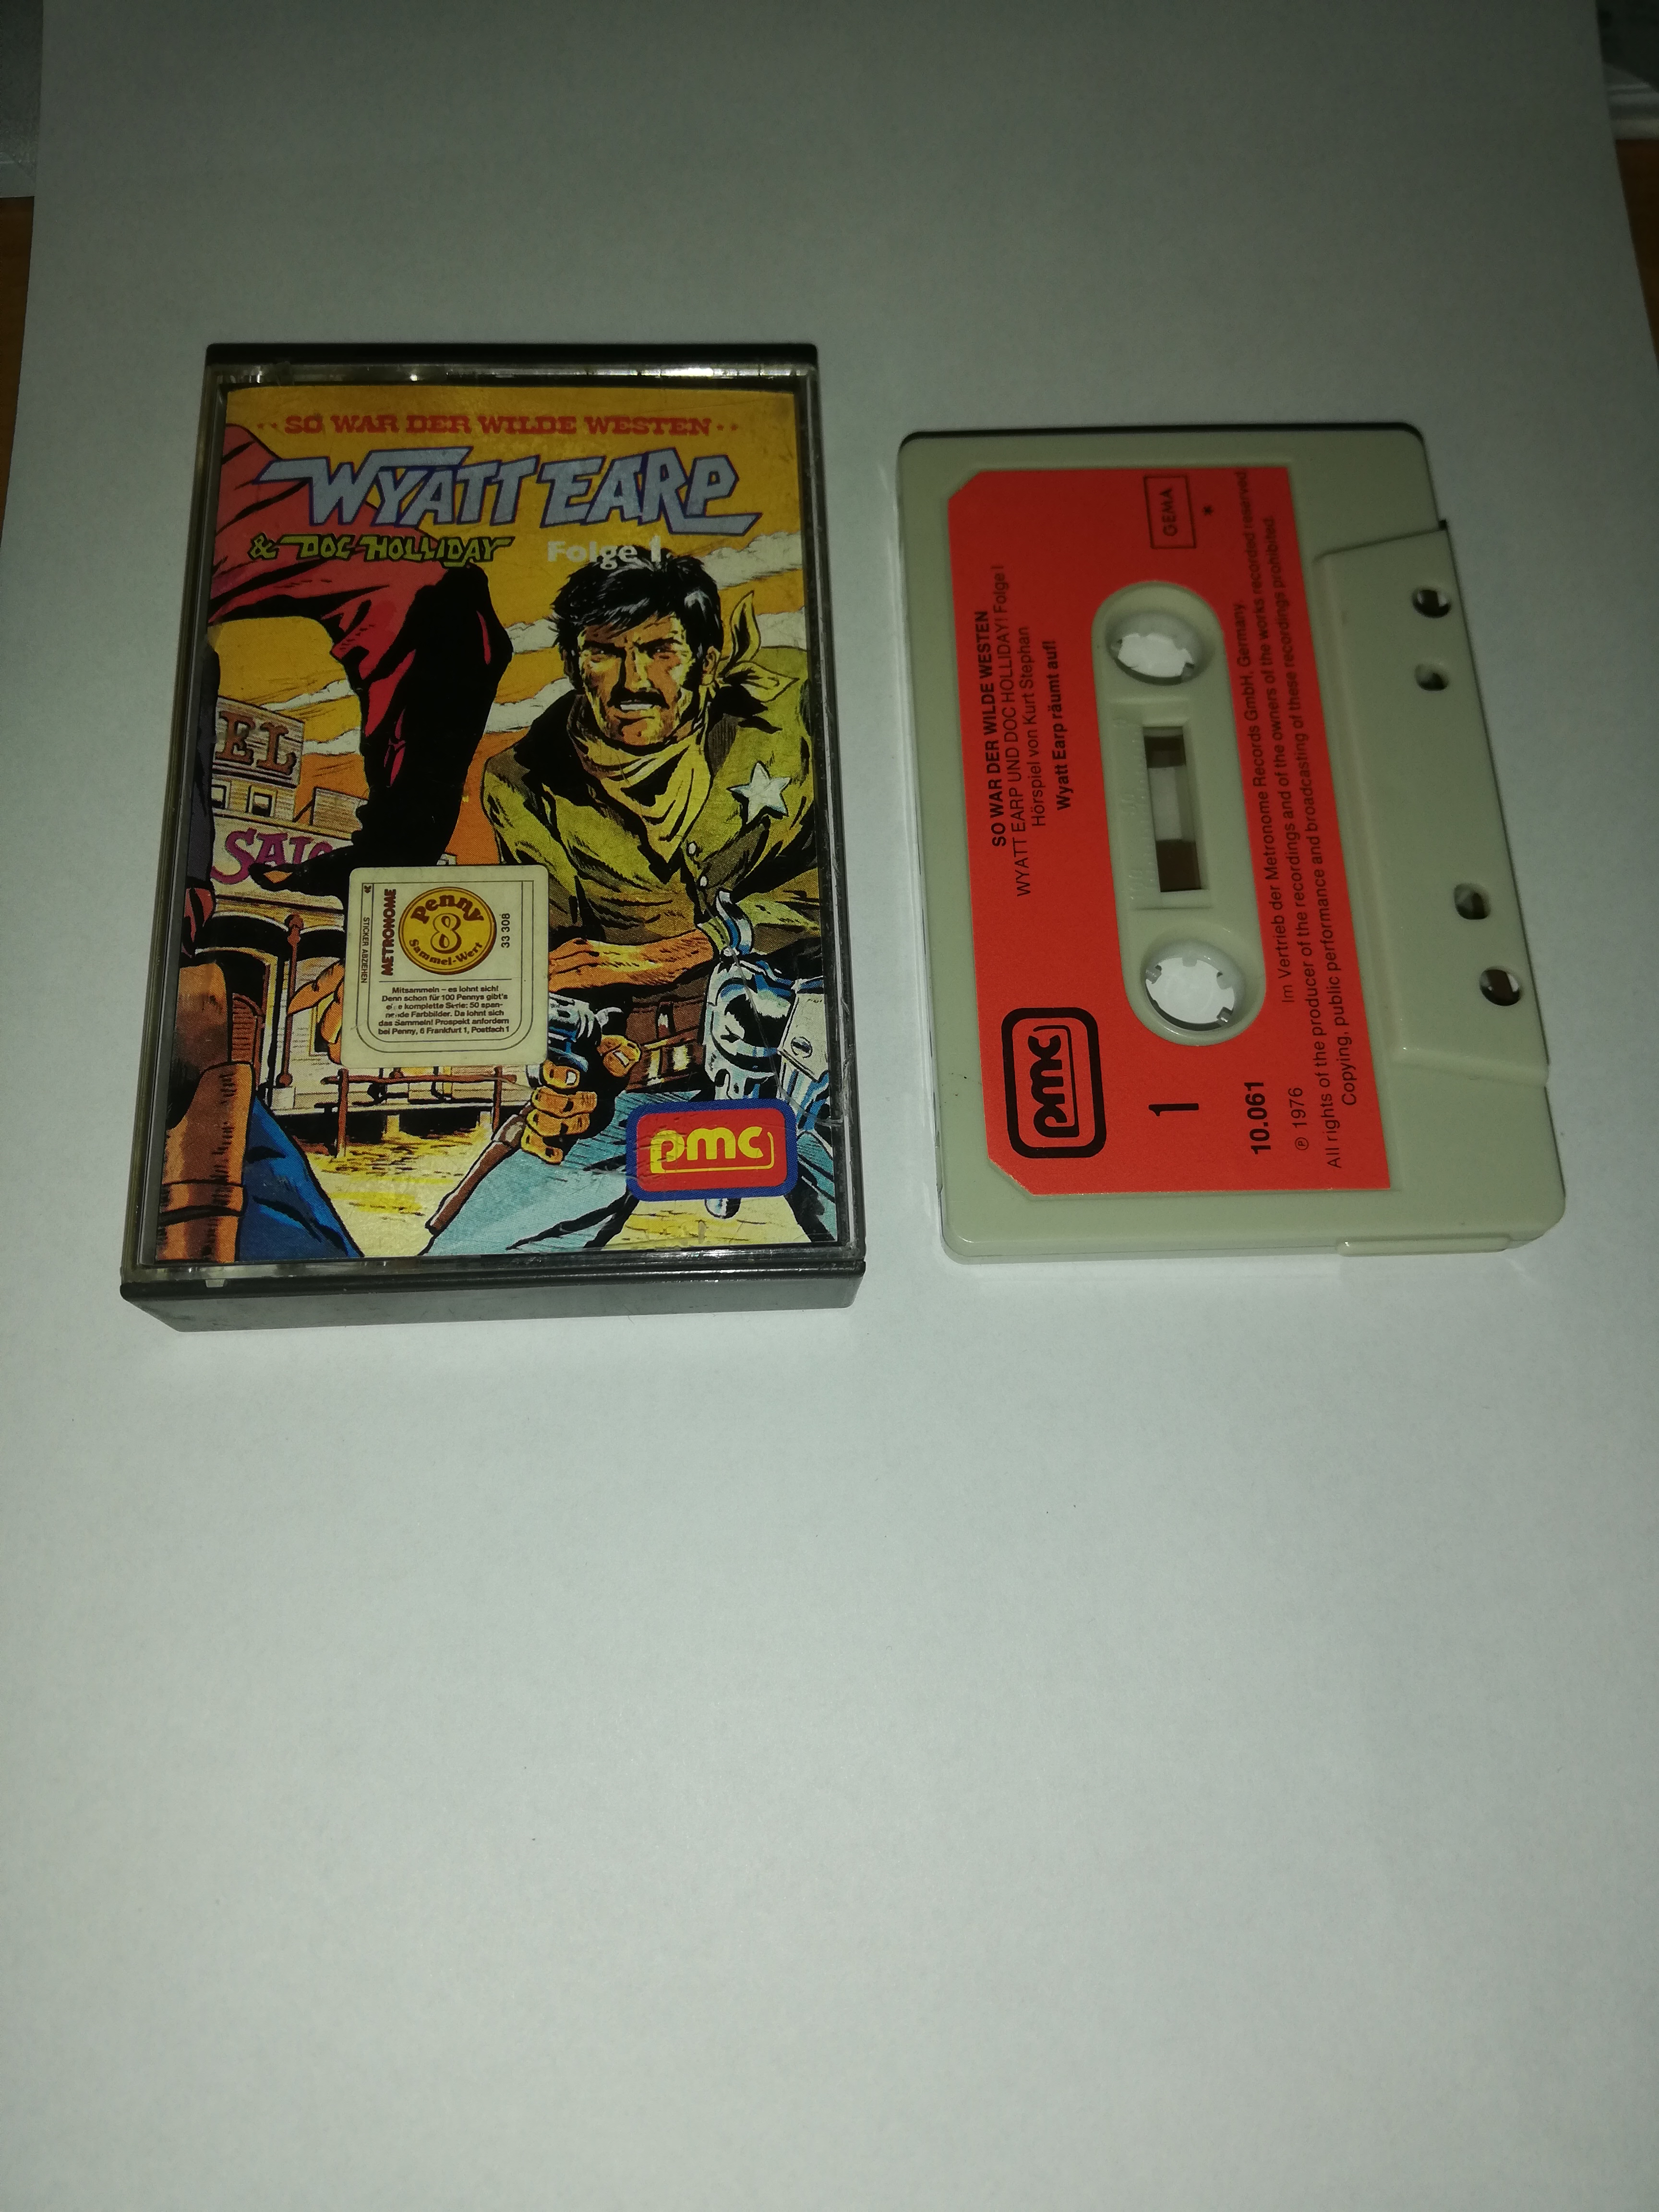 SO WAR DER WILDE WESTEN
WYATT EARP
& DOC HOLLIDAY Folge 1
EL
SALO
METRONOME
STICKER ABZIEHEN
Penny
8
Sammel-Wert
33 308
Mitsammeln – es lohnt sich!
Denn schon für 100 Pennys gibt's
komplette Serie: 50 span-
nende Farbbilder. Da lohnt sich
das Sammeln! Prospekt anfordern
bei Penny, 6 Frankfurt 1, Postfach 1
pmc
SO WAR DER WILDE WESTEN
WYATT EARP UND DOC HOLLIDAY! Folge I
Hörspiel von Kurt Stephan
Wyatt Earp räumt auf!
pmc
1
GEMA
*
10.061
Im Vertrieb der Metronome Records GmbH, Germany.
℗ 1976
All rights of the producer of the recordings and of the owners of the works recorded reserved.
Copying, public performance and broadcasting of these recordings prohibited.